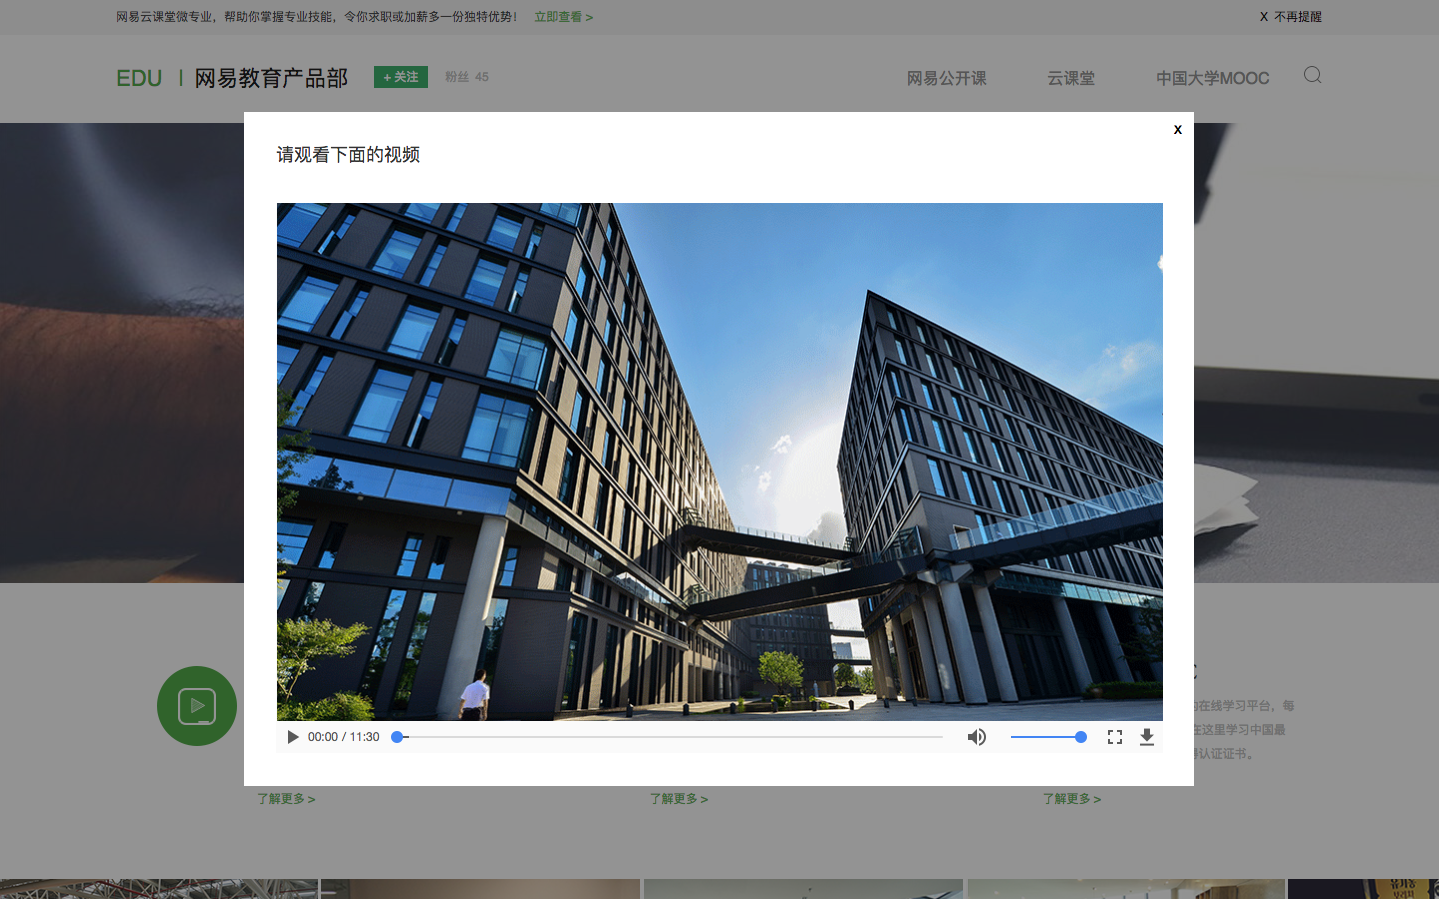 网易云课堂微专业，帮助你掌握专业技能，令你求职或加薪多一份独特优势！ 立即查看 >
X 不再提醒
EDU | 网易教育产品部
+ 关注
粉丝 45
网易公开课
云课堂
中国大学MOOC
X
请观看下面的视频
00:00 / 11:30
在线学习平台，每
在这里学习中国最
认证证书。
了解更多 >
了解更多 >
了解更多 >